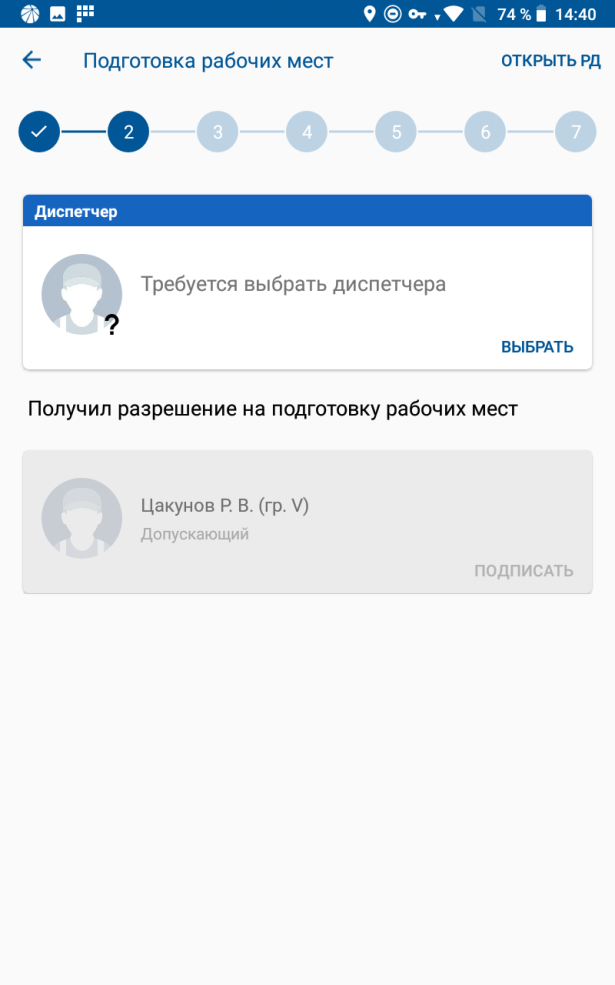 74 % 14:40
Подготовка рабочих мест ОТКРЫТЬ РД
2 3 4 5 6 7
Диспетчер
Требуется выбрать диспетчера
?
ВЫБРАТЬ
Получил разрешение на подготовку рабочих мест
Цакунов Р. В. (гр. V)
Допускающий
ПОДПИСАТЬ